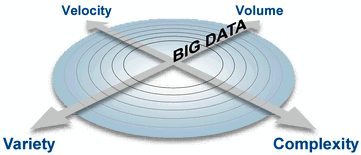 Velocity
Volume
BIG DATA
Variety
Complexity